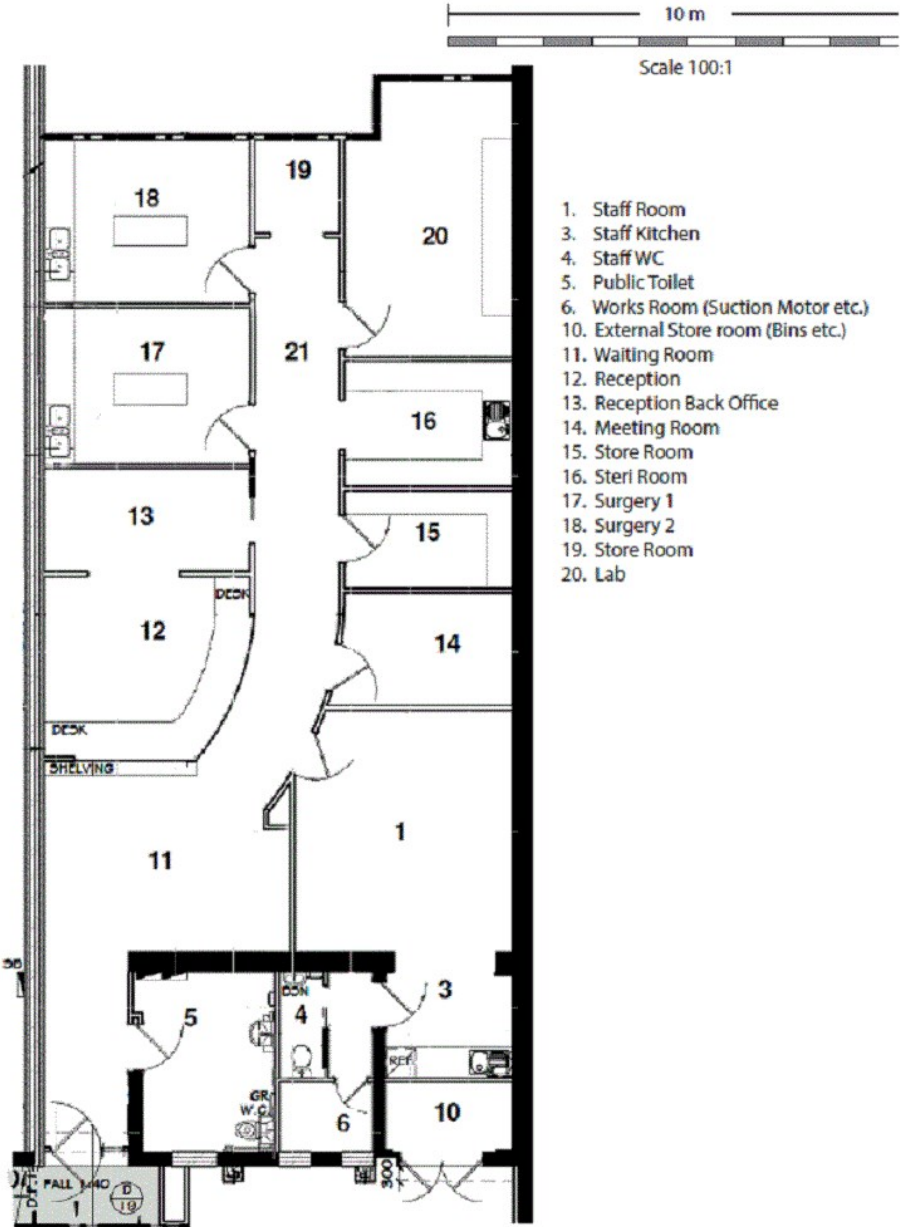 10 m
Scale 100:1
1. Staff Room
3. Staff Kitchen
4. Staff WC
5. Public Toilet
6. Works Room (Suction Motor etc.)
10. External Store room (Bins etc.)
11. Waiting Room
12. Reception
13. Reception Back Office
14. Meeting Room
15. Store Room
16. Steri Room
17. Surgery 1
18. Surgery 2
19. Store Room
20. Lab
18
19
20
17
21
16
13
15
DESK
12
14
DESK
SHELVING
1
11
3
5
4
REF
GR
W.C.
6
10
300
FALL 1:40
D
19